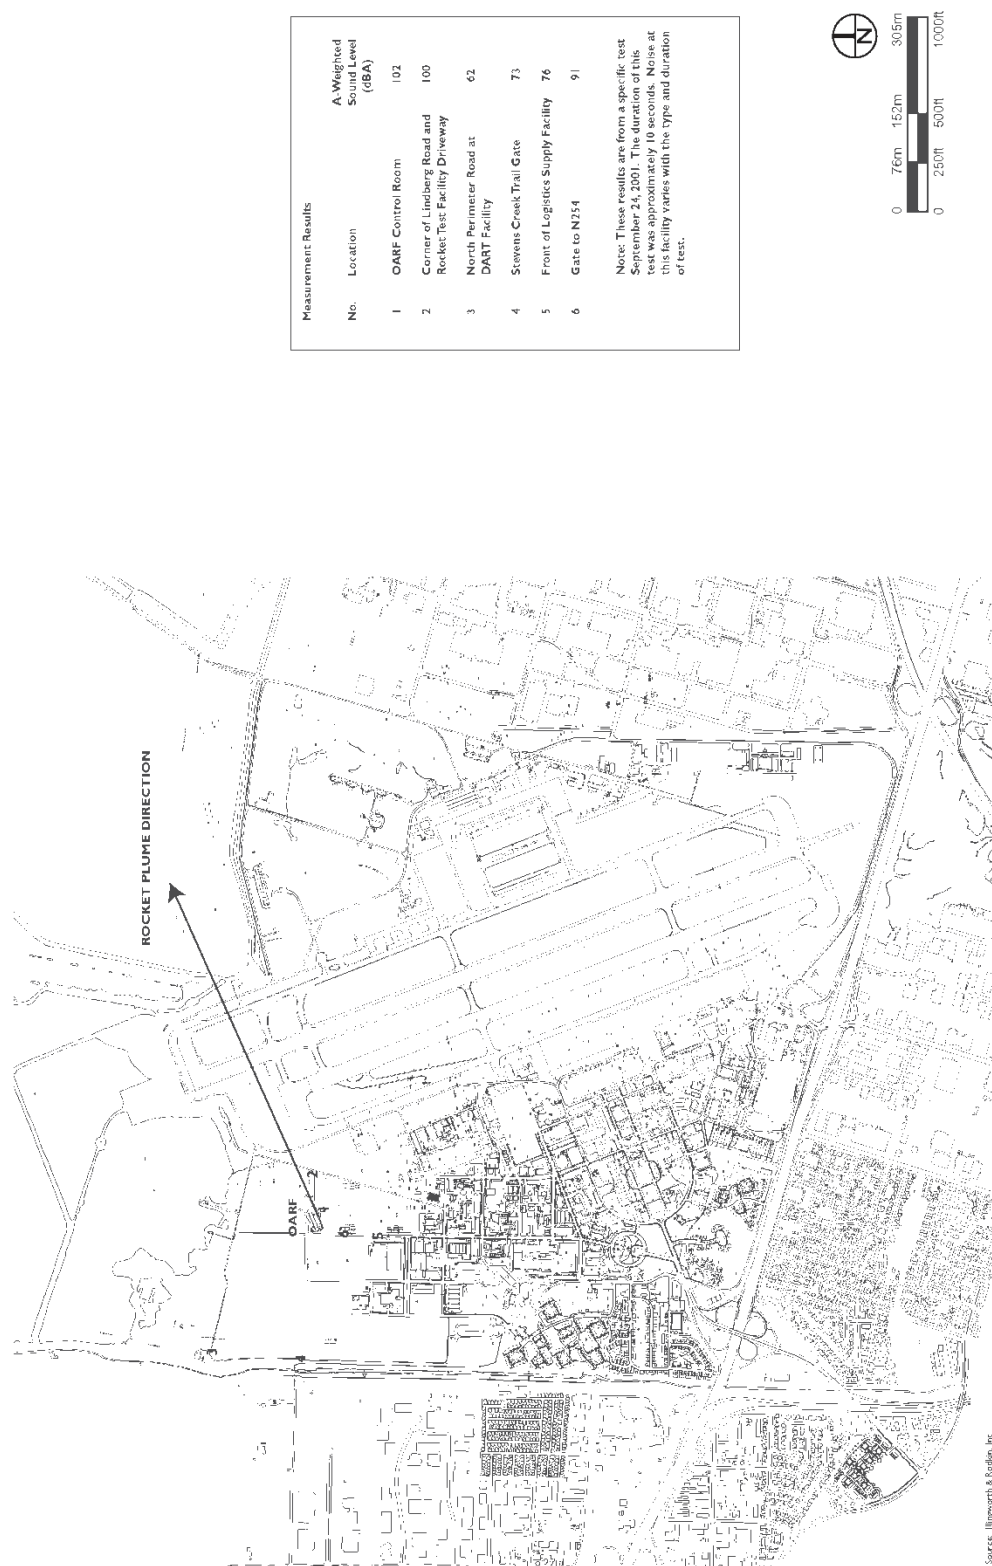 ROCKET PLUME DIRECTION
OARF
1
2
3
4
5
6
Measurement Results
No. Location A-Weighted Sound Level (dBA)
1 OARF Control Room 102
2 Corner of Lindberg Road and
Rocket Test Facility Driveway 100
3 North Perimeter Road at
DART Facility 62
4 Stevens Creek Trail Gate 73
5 Front of Logistics Supply Facility 76
6 Gate to N254 91
Note: These results are from a specific test
September 24, 2001. The duration of this
test was approximately 10 seconds. Noise at
this facility varies with the type and duration
of test.
N
0 76m 152m 305m
0 250ft 500ft 1000ft
Source: Illingworth & Rodkin, Inc.